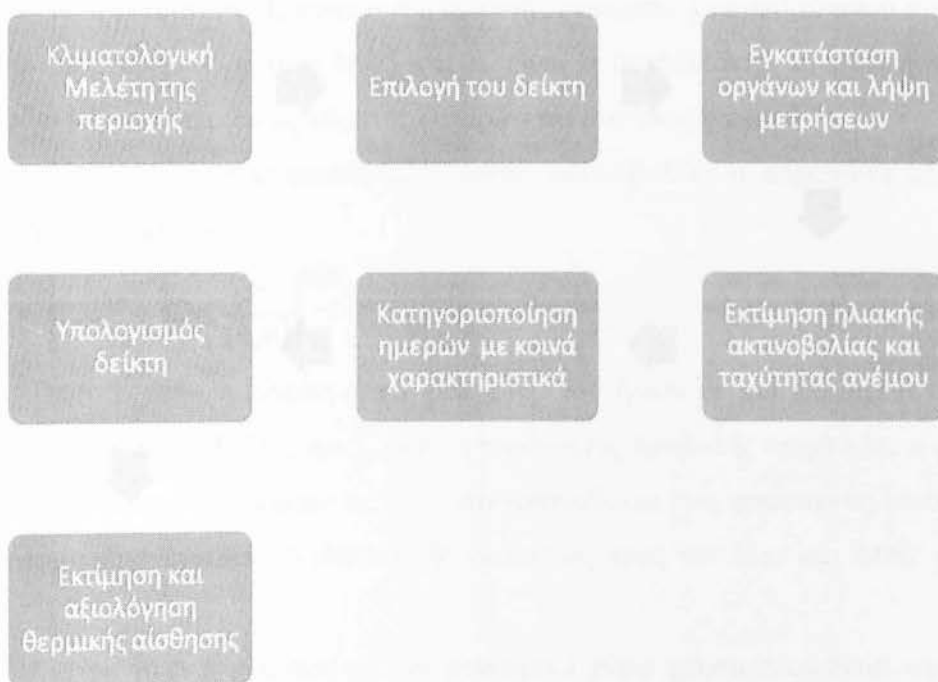 Κλιματολογική
Μελέτη της
περιοχής
Επιλογή του δείκτη
Εγκατάσταση
οργάνων και λήψη
μετρήσεων
Εκτίμηση ηλιακής
ακτινοβολίας και
ταχύτητας ανέμου
Κατηγοριοποίηση
ημερών με κοινά
χαρακτηριστικά
Υπολογισμός
δείκτη
Εκτίμηση και
αξιολόγηση
θερμικής αίσθησης